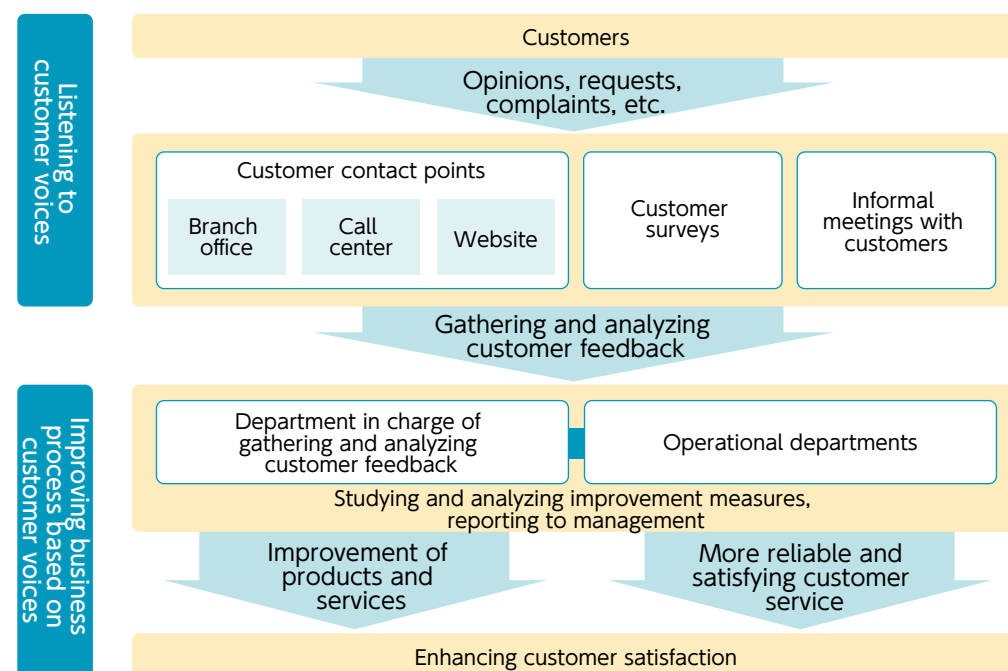 Listening to
customer voices
Customers
Opinions, requests,
complaints, etc.
Customer contact points
Branch
office
Call
center
Website
Customer
surveys
Informal
meetings with
customers
Gathering and analyzing
customer feedback
Improving business
process based on
customer voices
Department in charge of
gathering and analyzing
customer feedback
Operational departments
Studying and analyzing improvement measures,
reporting to management
Improvement of
products and
services
More reliable and
satisfying customer
service
Enhancing customer satisfaction